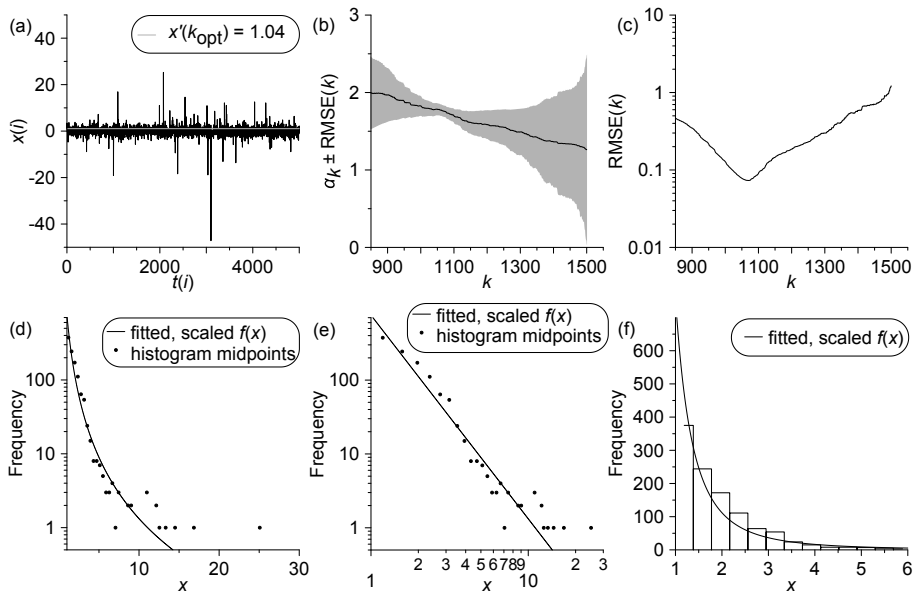 (a)
x'(kopt) = 1.04
x(i)
40
20
0
-20
-40
0 2000 4000
t(i)
(b)
αk ± RMSE(k)
3
2
1
0
900 1100 1300 1500
k
(c)
RMSE(k)
10
1
0.1
0.01
900 1100 1300 1500
k
(d)
fitted, scaled f(x)
histogram midpoints
Frequency
100
10
1
10 20 30
x
(e)
fitted, scaled f(x)
histogram midpoints
Frequency
100
10
1
1 2 4 5 6 7 8 9 10 2 3
x
(f)
fitted, scaled f(x)
Frequency
600
500
400
300
200
100
0
1 2 3 4 5 6
x